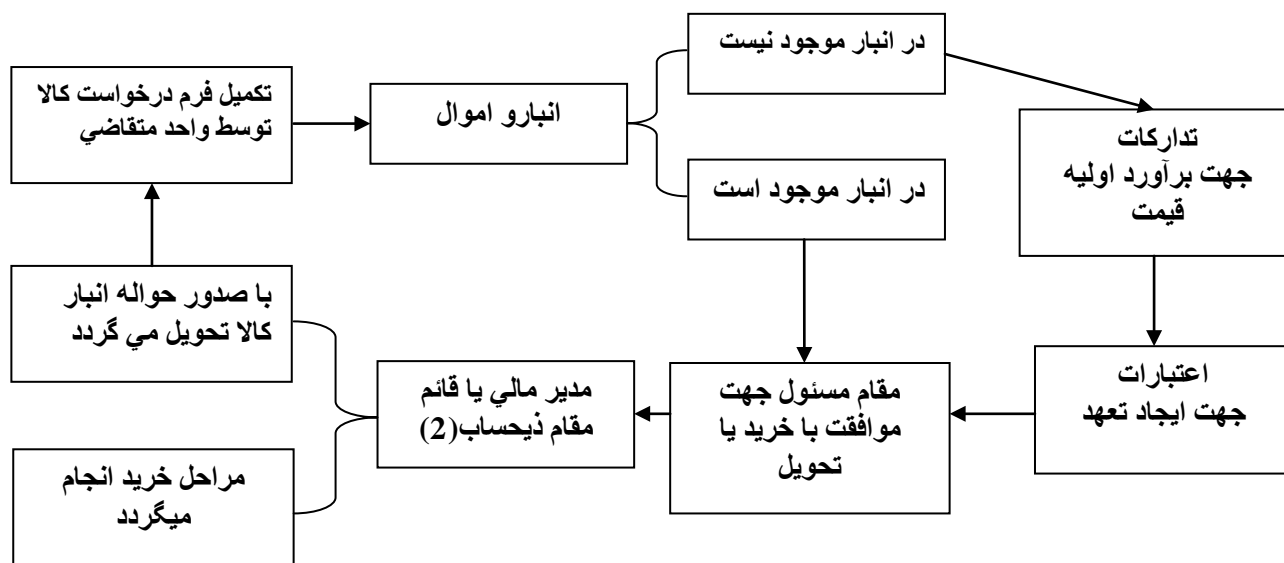 تكميل فرم درخواست كالا
توسط واحد متقاضي
انبارو اموال
در انبار موجود نيست
در انبار موجود است
تداركات
جهت برآورد اوليه
قيمت
اعتبارات
جهت ايجاد تعهد
مقام مسئول جهت
موافقت با خريد يا
تحويل
مدير مالي يا قائم
مقام ذيحساب(2)
با صدور حواله انبار
كالا تحويل مي گردد
مراحل خريد انجام
ميگردد